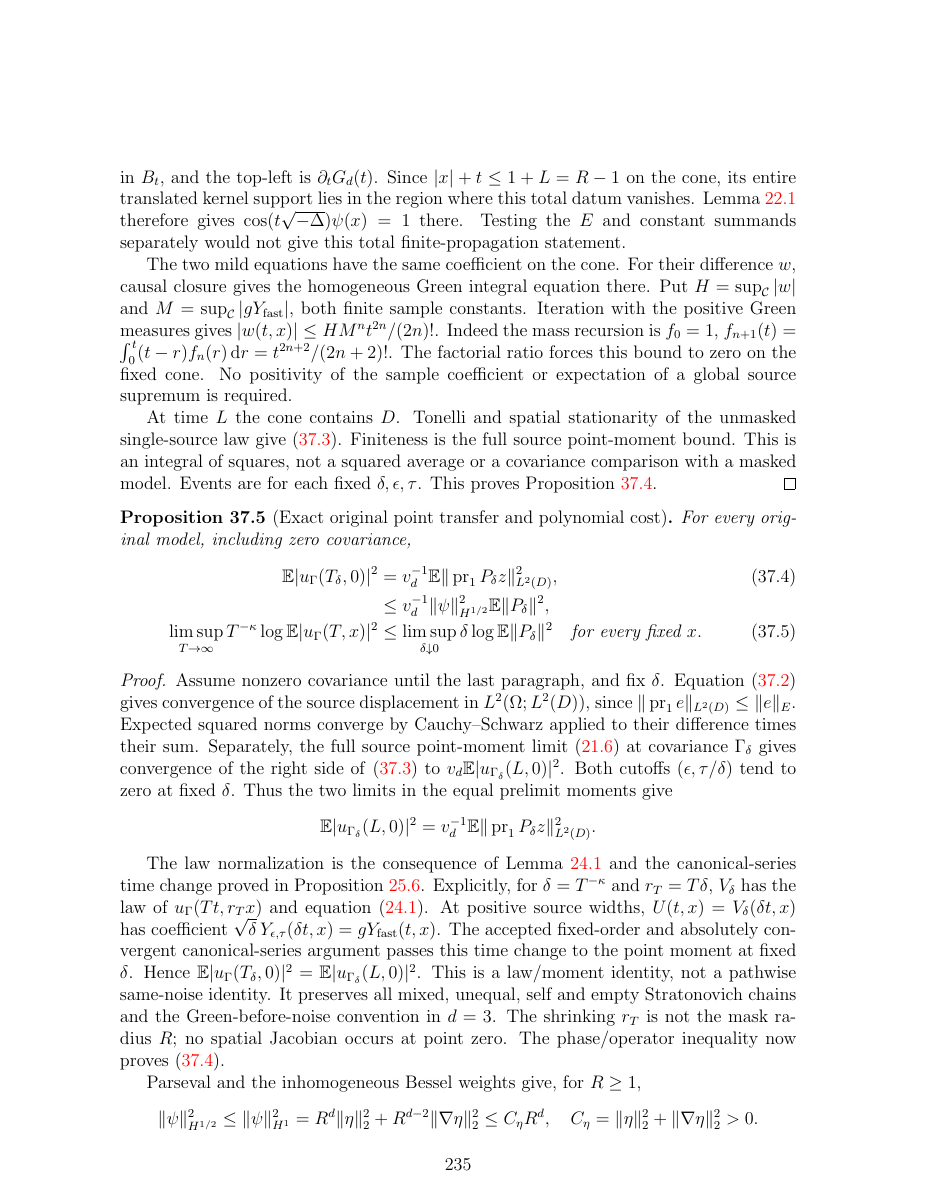 in B_t, and the top-left is ∂_tG_d(t). Since |x| + t ≤ 1 + L = R − 1 on the cone, its entire
translated kernel support lies in the region where this total datum vanishes. Lemma 22.1
therefore gives cos(t√−Δ)ψ(x) = 1 there. Testing the E and constant summands
separately would not give this total finite-propagation statement.
The two mild equations have the same coefficient on the cone. For their difference w,
causal closure gives the homogeneous Green integral equation there. Put H = sup_C |w|
and M = sup_C |gY_fast|, both finite sample constants. Iteration with the positive Green
measures gives |w(t, x)| ≤ HM^n t^{2n}/(2n)!. Indeed the mass recursion is f_0 = 1, f_{n+1}(t) =
∫_0^t (t − r)f_n(r) dr = t^{2n+2}/(2n + 2)!. The factorial ratio forces this bound to zero on the
fixed cone. No positivity of the sample coefficient or expectation of a global source
supremum is required.
At time L the cone contains D. Tonelli and spatial stationarity of the unmasked
single-source law give (37.3). Finiteness is the full source point-moment bound. This is
an integral of squares, not a squared average or a covariance comparison with a masked
model. Events are for each fixed δ, ϵ, τ. This proves Proposition 37.4. □
Proposition 37.5 (Exact original point transfer and polynomial cost). For every orig-
inal model, including zero covariance,
𝔼|u_Γ(T_δ, 0)|^2 = v_d^{−1}𝔼‖ pr_1 P_δz‖^2_{L^2(D)}, (37.4)
≤ v_d^{−1}‖ψ‖^2_{H^{1/2}}𝔼‖P_δ‖^2,
lim sup_{T→∞} T^{−κ} log 𝔼|u_Γ(T, x)|^2 ≤ lim sup_{δ↓0} δ log 𝔼‖P_δ‖^2 for every fixed x. (37.5)
Proof. Assume nonzero covariance until the last paragraph, and fix δ. Equation (37.2)
gives convergence of the source displacement in L^2(Ω; L^2(D)), since ‖ pr_1 e‖_{L^2(D)} ≤ ‖e‖_E.
Expected squared norms converge by Cauchy–Schwarz applied to their difference times
their sum. Separately, the full source point-moment limit (21.6) at covariance Γ_δ gives
convergence of the right side of (37.3) to v_d𝔼|u_{Γ_δ}(L, 0)|^2. Both cutoffs (ϵ, τ/δ) tend to
zero at fixed δ. Thus the two limits in the equal prelimit moments give
𝔼|u_{Γ_δ}(L, 0)|^2 = v_d^{−1}𝔼‖ pr_1 P_δz‖^2_{L^2(D)}.
The law normalization is the consequence of Lemma 24.1 and the canonical-series
time change proved in Proposition 25.6. Explicitly, for δ = T^{−κ} and r_T = Tδ, V_δ has the
law of u_Γ(Tt, r_Tx) and equation (24.1). At positive source widths, U(t, x) = V_δ(δt, x)
has coefficient √δ Y_{ϵ,τ}(δt, x) = gY_fast(t, x). The accepted fixed-order and absolutely con-
vergent canonical-series argument passes this time change to the point moment at fixed
δ. Hence 𝔼|u_Γ(T_δ, 0)|^2 = 𝔼|u_{Γ_δ}(L, 0)|^2. This is a law/moment identity, not a pathwise
same-noise identity. It preserves all mixed, unequal, self and empty Stratonovich chains
and the Green-before-noise convention in d = 3. The shrinking r_T is not the mask ra-
dius R; no spatial Jacobian occurs at point zero. The phase/operator inequality now
proves (37.4).
Parseval and the inhomogeneous Bessel weights give, for R ≥ 1,
‖ψ‖^2_{H^{1/2}} ≤ ‖ψ‖^2_{H^1} = R^d‖η‖^2_2 + R^{d−2}‖∇η‖^2_2 ≤ C_ηR^d, C_η = ‖η‖^2_2 + ‖∇η‖^2_2 > 0.
235